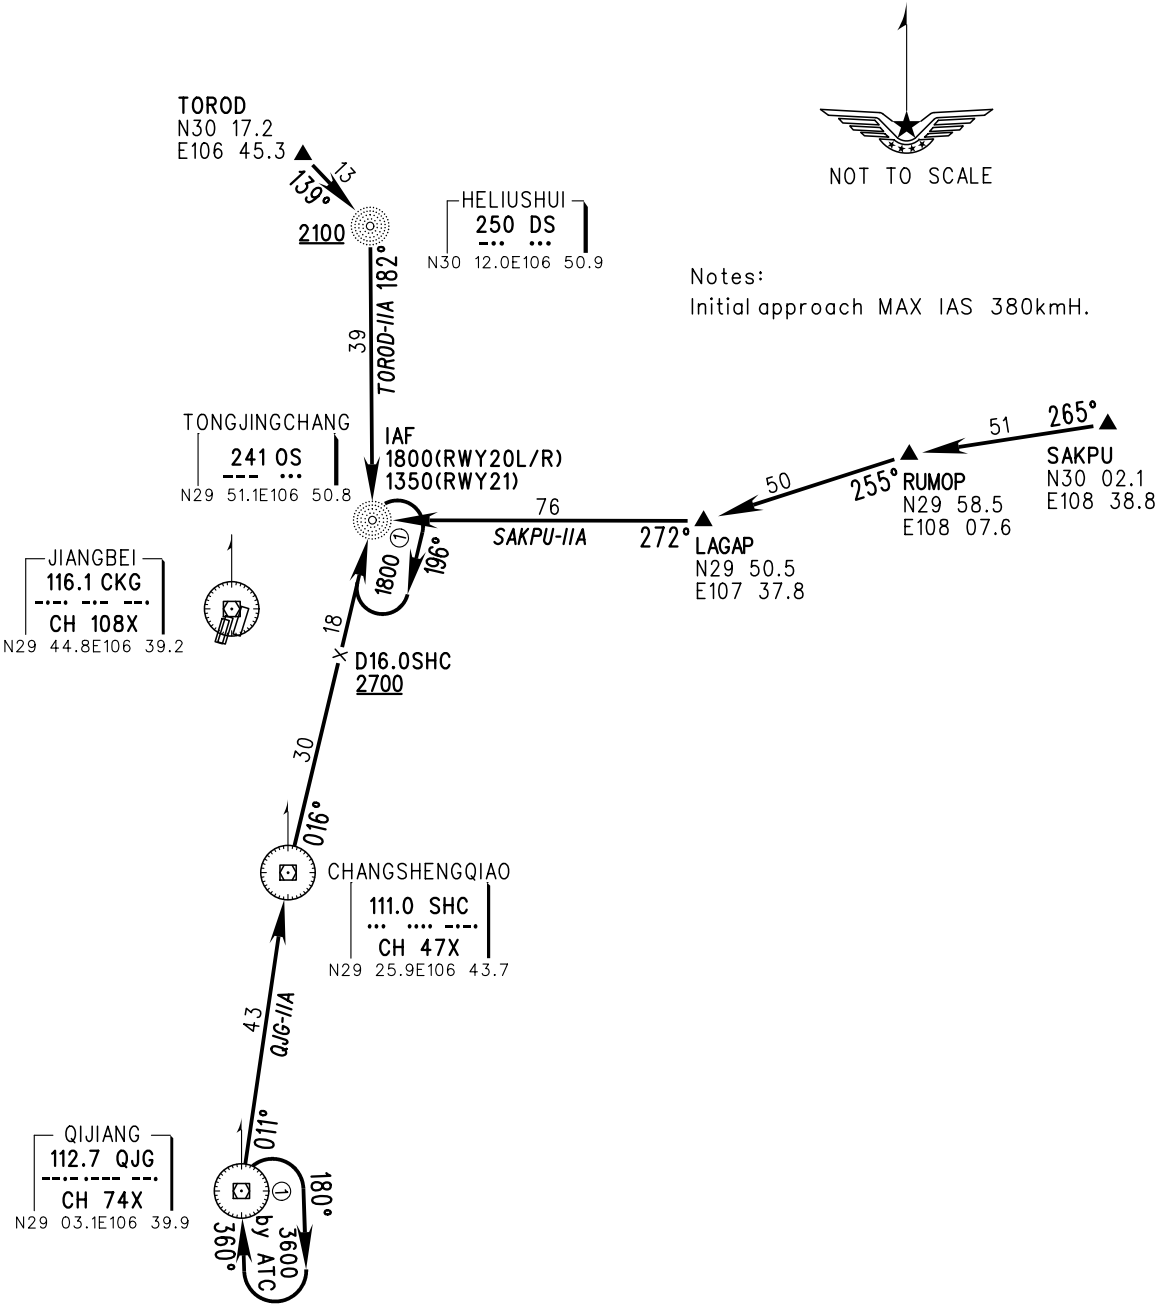 TOROD
N30 17.2
E106 45.3
13
139°
2100
HELIUSHUI
250 DS
N30 12.0E106 50.9
NOT TO SCALE
Notes:
Initial approach MAX IAS 380kmH.
182°
TOROD-11A
39
TONGJINGCHANG
241 OS
N29 51.1E106 50.8
IAF
1800(RWY20L/R)
1350(RWY21)
265°
51
SAKPU
N30 02.1
E108 38.8
50
255°
RUMOP
N29 58.5
E108 07.6
76
SAKPU-11A
272°
LAGAP
N29 50.5
E107 37.8
1
1800
196°
JIANGBEI
116.1 CKG
CH 108X
N29 44.8E106 39.2
18
D16.0SHC
2700
30
016°
CHANGSHENGQIAO
111.0 SHC
CH 47X
N29 25.9E106 43.7
43
QJG-11A
011°
QIJIANG
112.7 QJG
CH 74X
N29 03.1E106 39.9
1
180°
360°
3600
by ATC